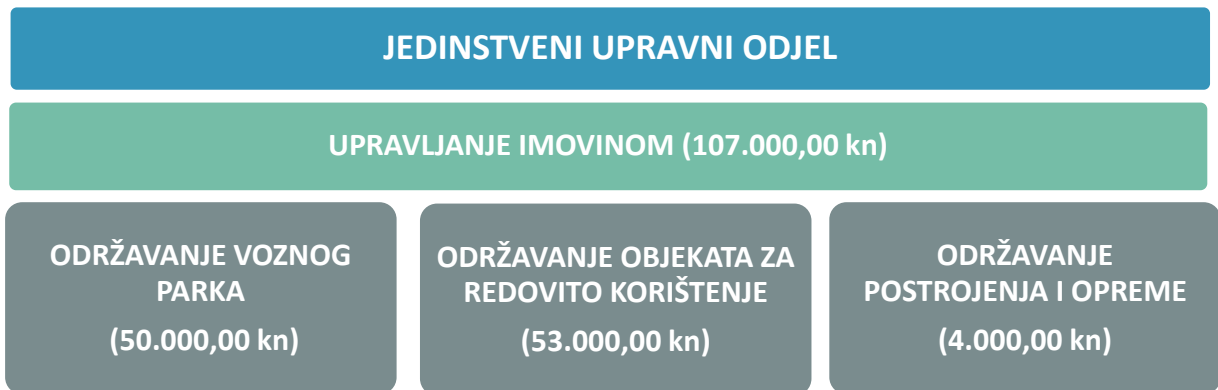 JEDINSTVENI UPRAVNI ODJEL
UPRAVLJANJE IMOVINOM (107.000,00 kn)
ODRŽAVANJE VOZNOG
PARKA
(50.000,00 kn)
ODRŽAVANJE OBJEKATA ZA
REDOVITO KORIŠTENJE
(53.000,00 kn)
ODRŽAVANJE
POSTROJENJA I OPREME
(4.000,00 kn)